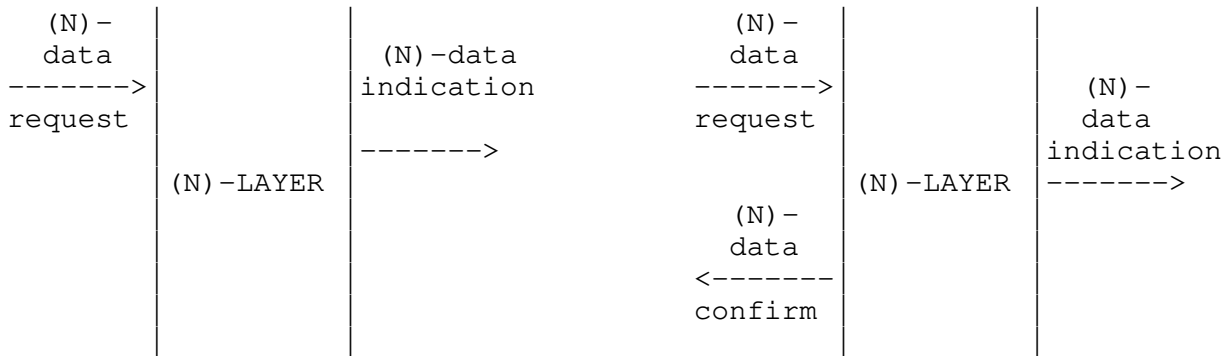 (N)- (N)-
data (N)-data data
-------> indication -------> (N)-
request request data
-------> indication
(N)-LAYER (N)-LAYER ------->
(N)-
data
<-------
confirm